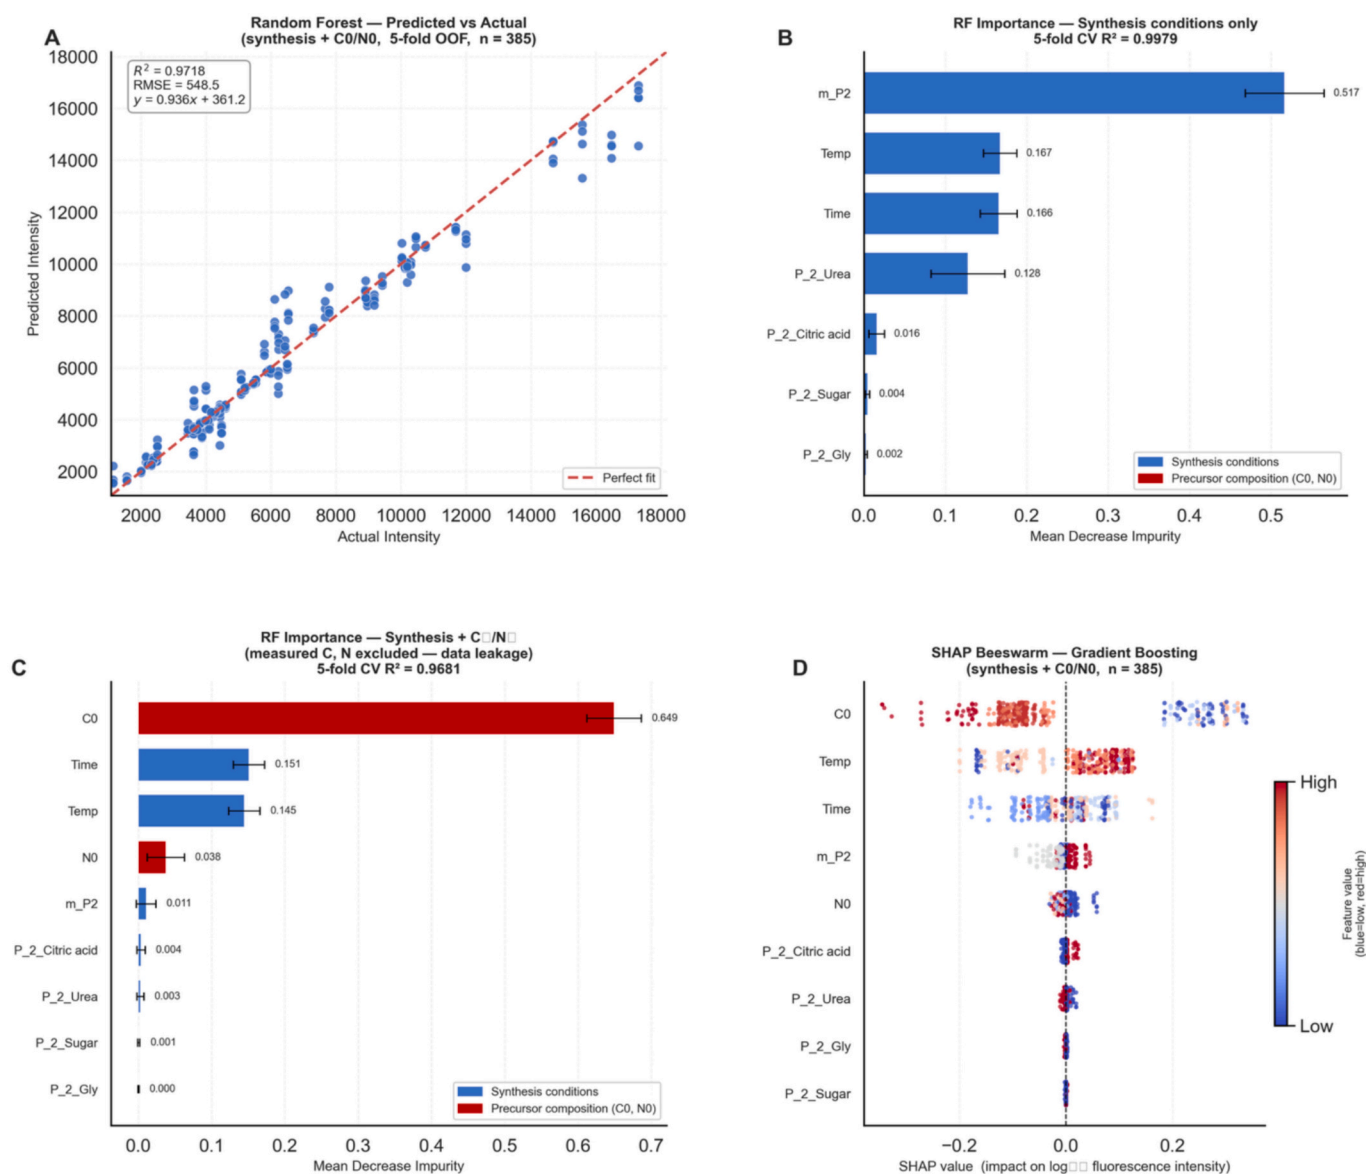 A
Random Forest — Predicted vs Actual
(synthesis + C0/N0, 5-fold OOF, n = 385)
R² = 0.9718
RMSE = 548.5
y = 0.936x + 361.2
18000
16000
14000
12000
10000
8000
6000
4000
2000
Predicted Intensity
Perfect fit
2000 4000 6000 8000 10000 12000 14000 16000 18000
Actual Intensity
B
RF Importance — Synthesis conditions only
5-fold CV R² = 0.9979
m_P2 0.517
Temp 0.167
Time 0.166
P_2_Urea 0.128
P_2_Citric acid 0.016
P_2_Sugar 0.004
P_2_Gly 0.002
Synthesis conditions
Precursor composition (C0, N0)
0.0 0.1 0.2 0.3 0.4 0.5
Mean Decrease Impurity
C
RF Importance — Synthesis + C□/N□
(measured C, N excluded — data leakage)
5-fold CV R² = 0.9681
C0 0.649
Time 0.151
Temp 0.145
N0 0.038
m_P2 0.011
P_2_Citric acid 0.004
P_2_Urea 0.003
P_2_Sugar 0.001
P_2_Gly 0.000
Synthesis conditions
Precursor composition (C0, N0)
0.0 0.1 0.2 0.3 0.4 0.5 0.6 0.7
Mean Decrease Impurity
D
SHAP Beeswarm — Gradient Boosting
(synthesis + C0/N0, n = 385)
C0
Temp
Time
m_P2
N0
P_2_Citric acid
P_2_Urea
P_2_Gly
P_2_Sugar
−0.2 0.0 0.2
SHAP value (impact on log□□ fluorescence intensity)
High
Low
Feature value
(blue=low, red=high)